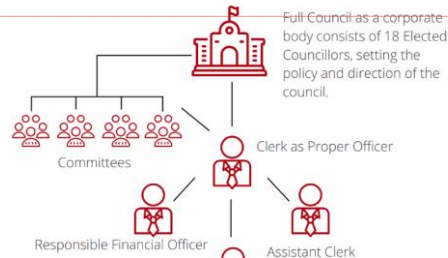 Full Council as a corporate
body consists of 18 Elected
Councillors, setting the
policy and direction of the
council.
Clerk as Proper Officer
Committees
Responsible Financial Officer
Assistant Clerk